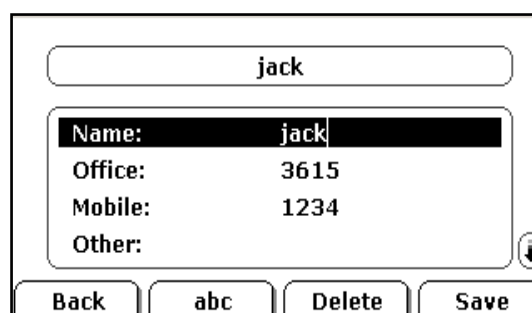 jack
Name: jack
Office: 3615
Mobile: 1234
Other:
Back abc Delete Save